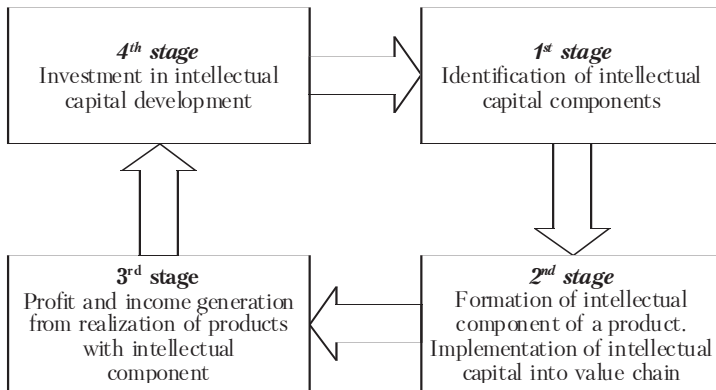 4th stage
Investment in intellectual
capital development
1st stage
Identification of intellectual
capital components
3rd stage
Profit and income generation
from realization of products
with intellectual
component
2nd stage
Formation of intellectual
component of a product.
Implementation of intellectual
capital into value chain